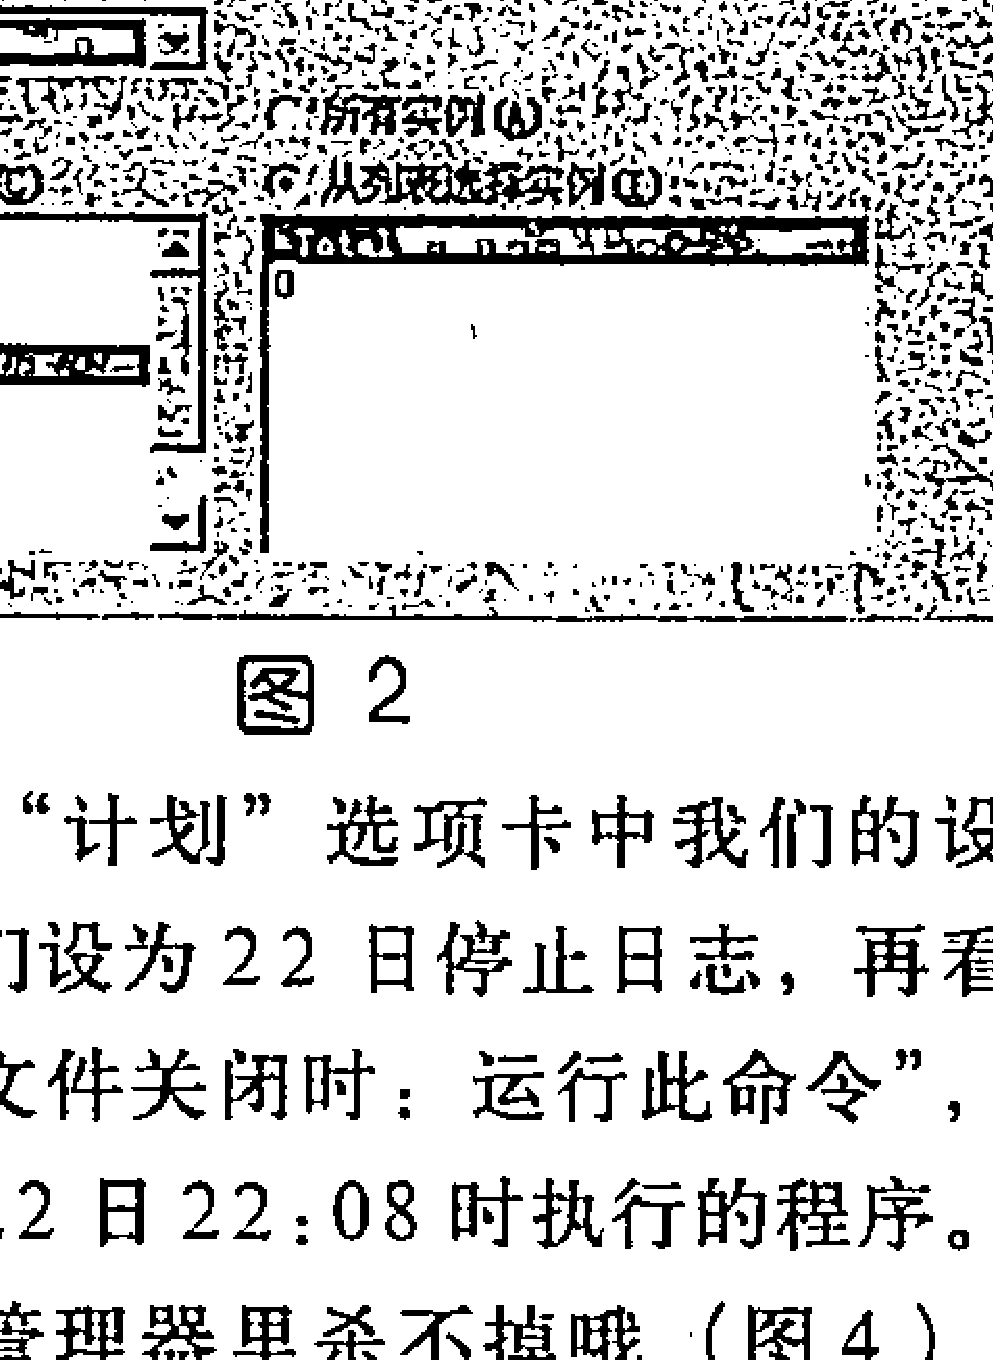 所有实例(A)
从列表选择实例(I)
_Total
0
图 2
“计划”选项卡中我们的设
们设为22 日停止日志，再看
文件关闭时：运行此命令”，
2日22:08时执行的程序。
管理器里杀不掉哦（图4）